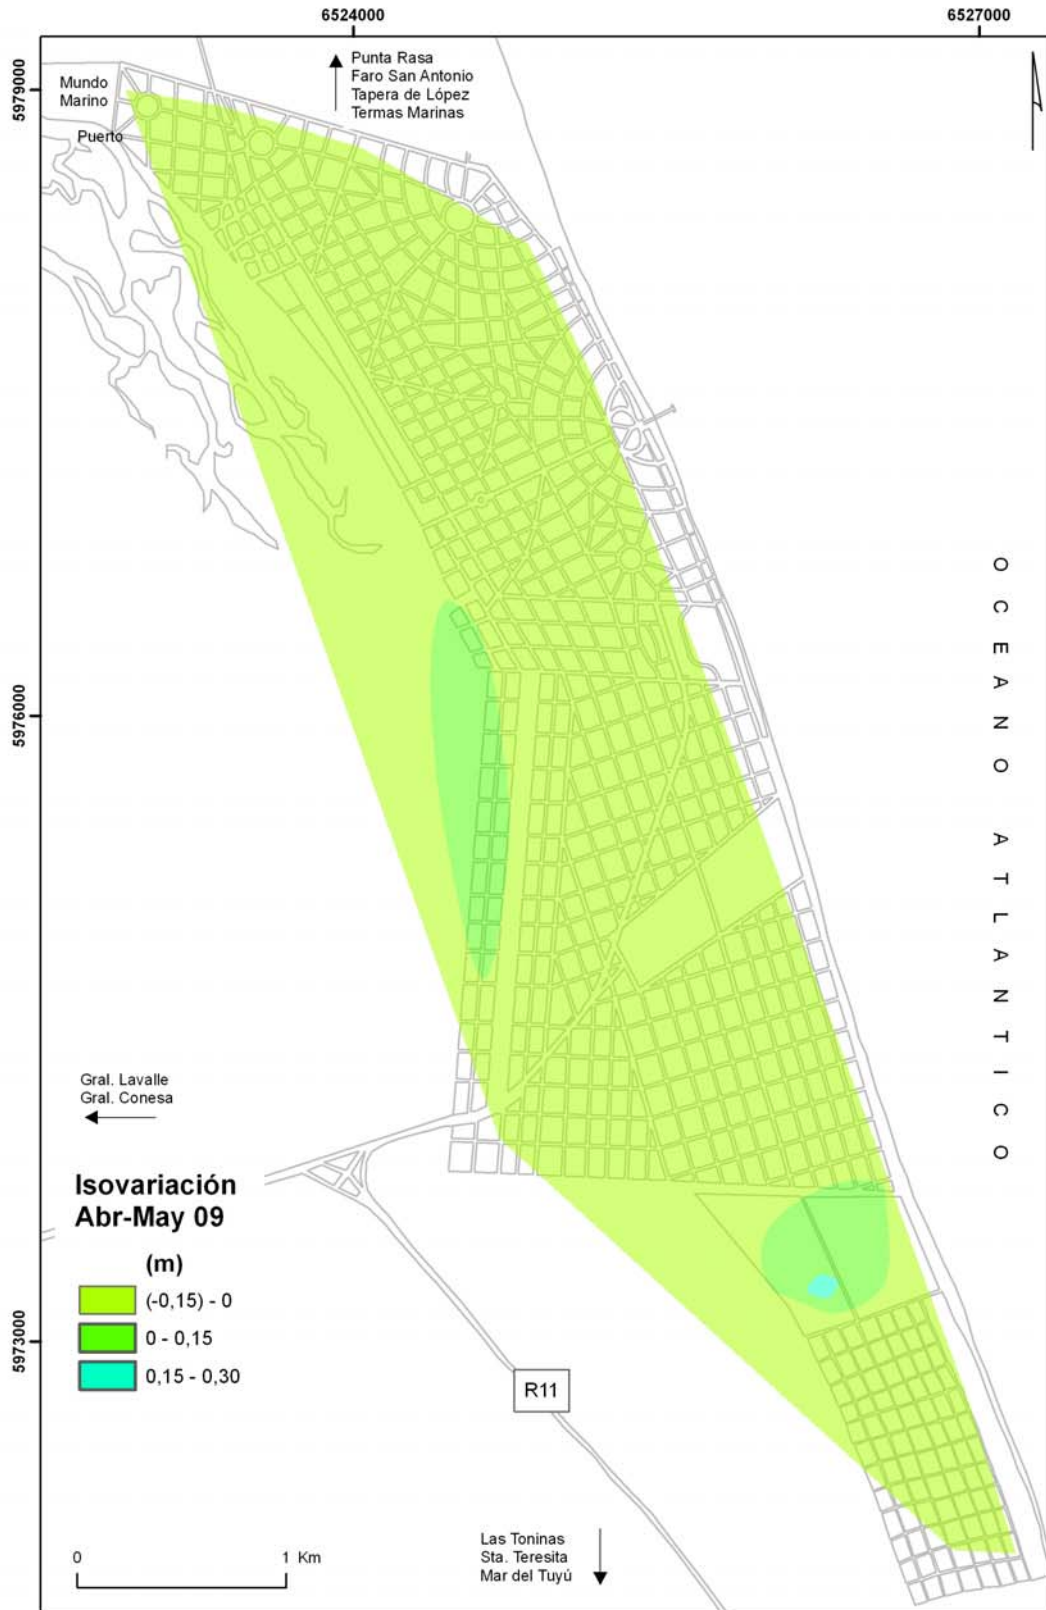 6524000
6527000
5979000
5976000
5973000
Mundo
Marino
Puerto
Punta Rasa
Faro San Antonio
Tapera de López
Termas Marinas
OCEANO ATLANTICO
Gral. Lavalle
Gral. Conesa
Isovariación
Abr-May 09
(m)
(-0,15) - 0
0 - 0,15
0,15 - 0,30
R11
0 1 Km
Las Toninas
Sta. Teresita
Mar del Tuyú